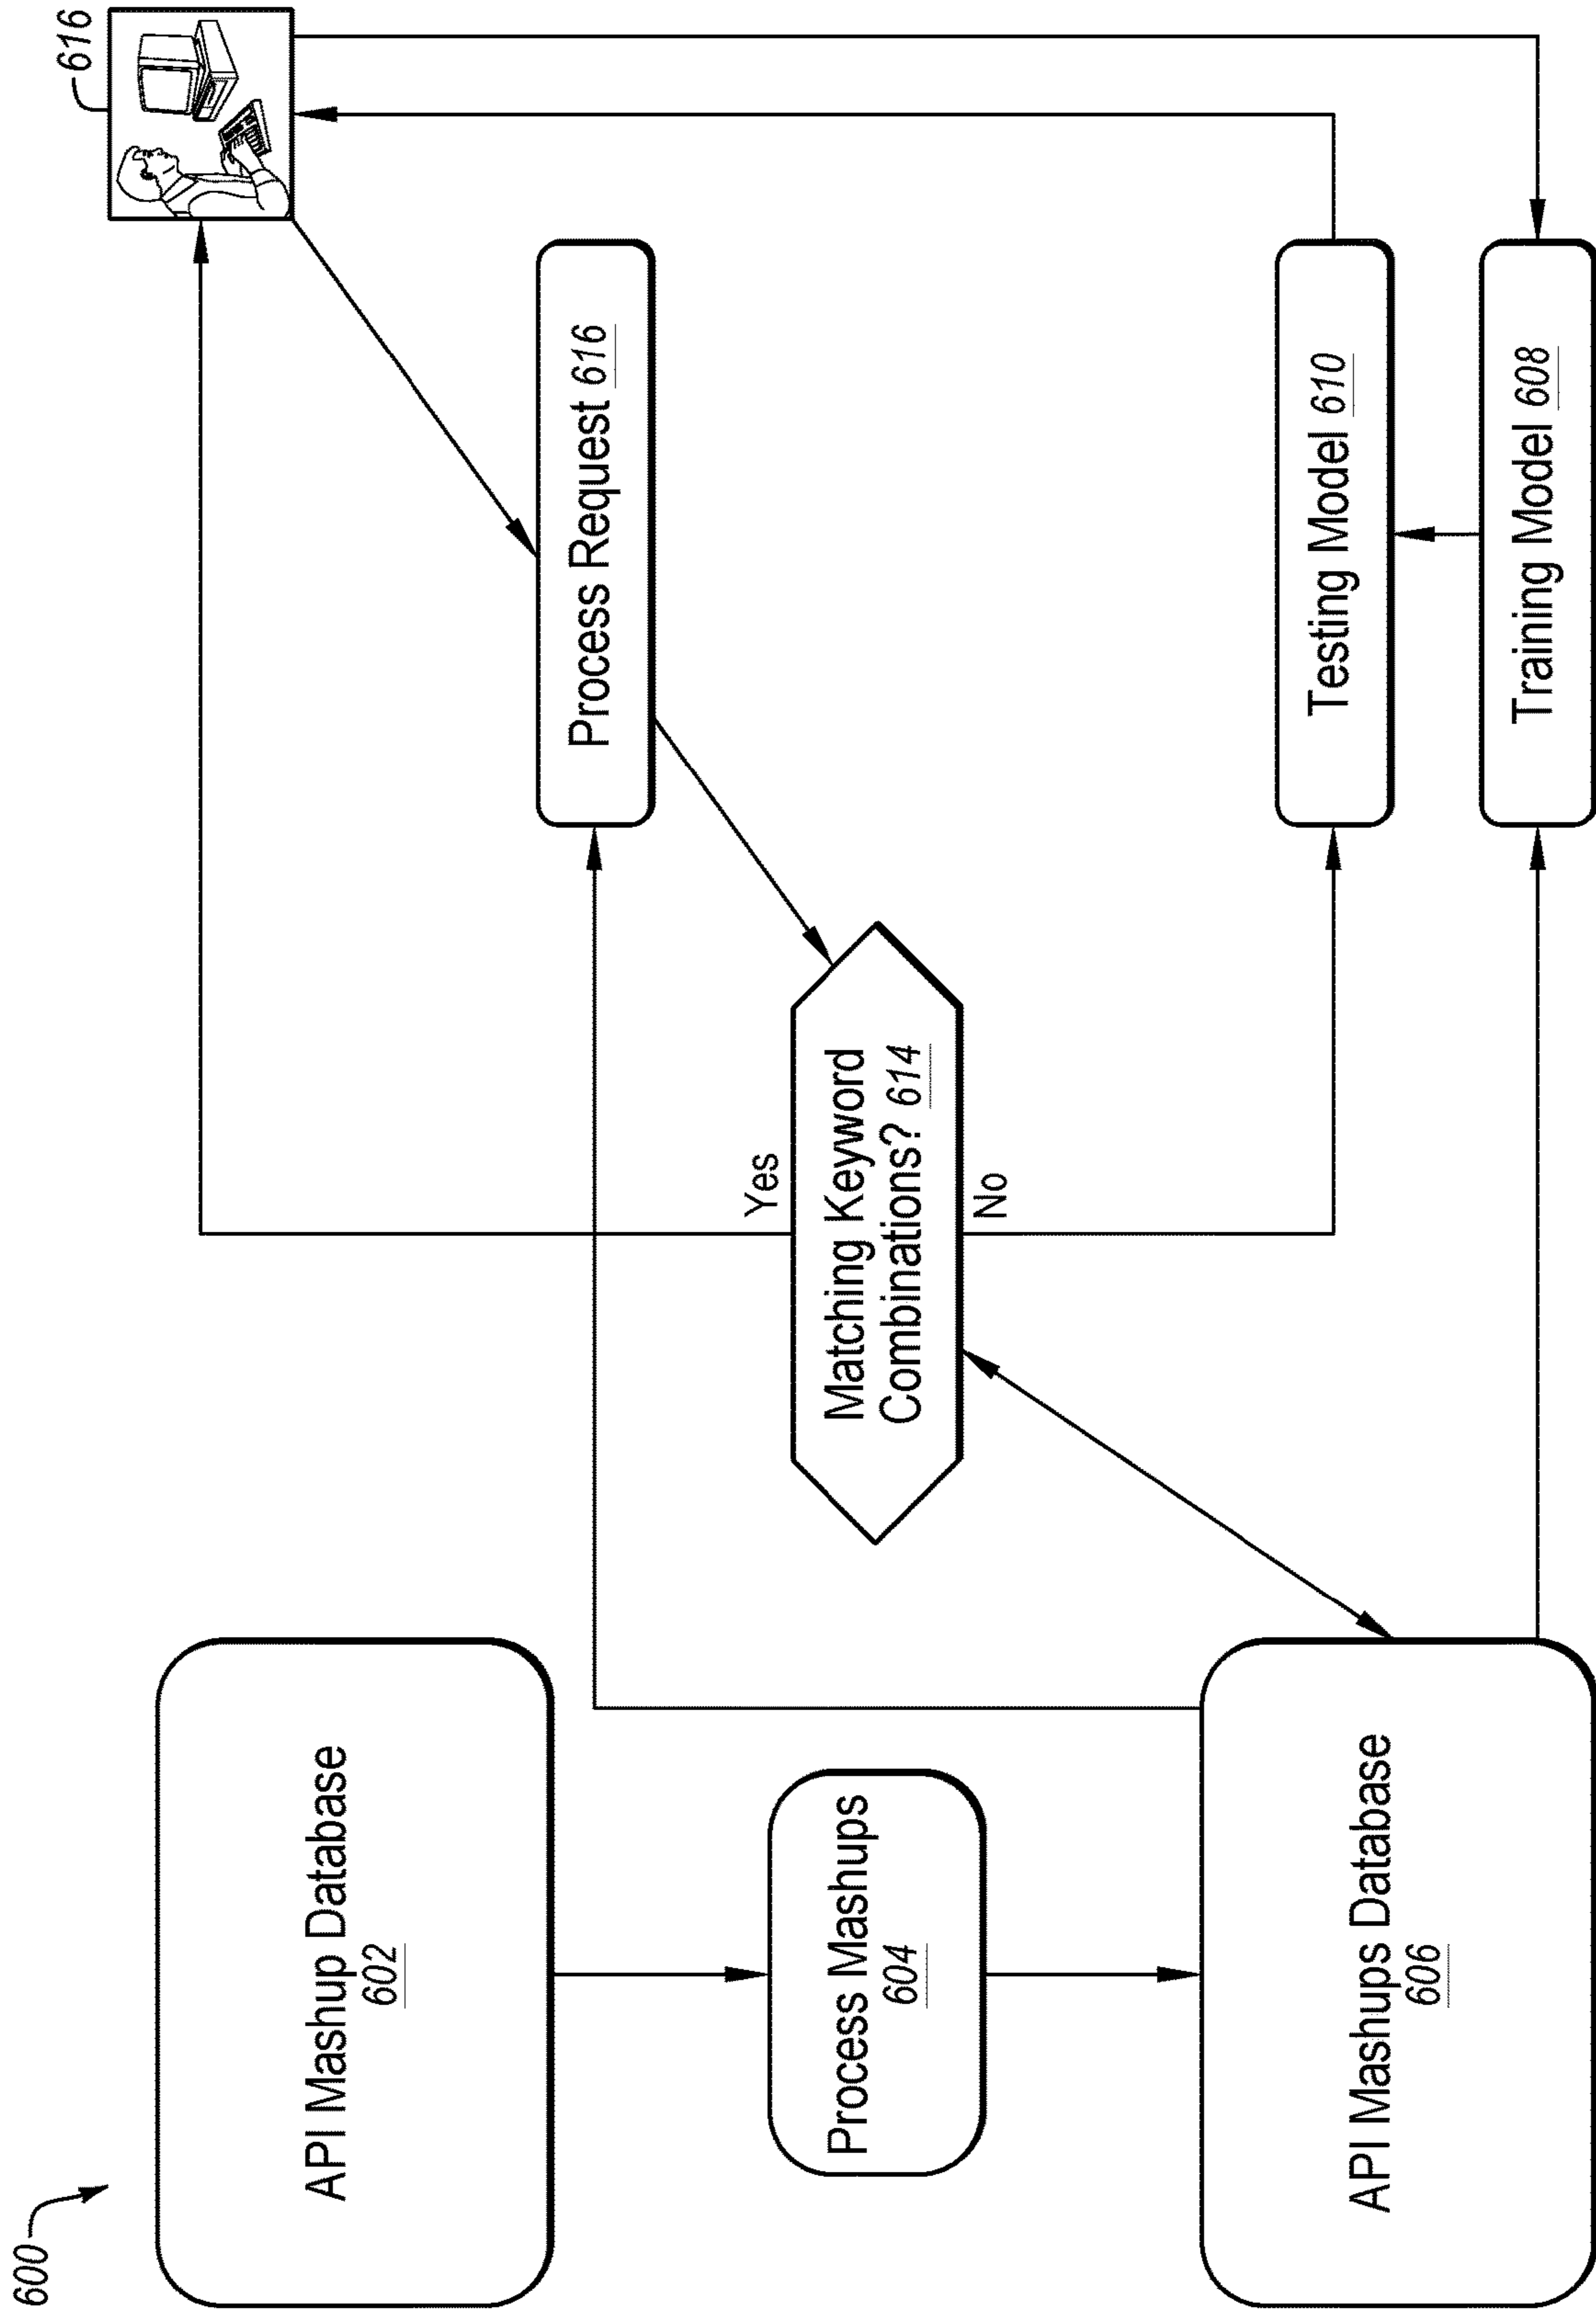 600
API Mashup Database
602
Process Mashups
604
API Mashups Database
606
Matching Keyword
Combinations? 614
Yes
No
616
Process Request 616
Testing Model 610
Training Model 608